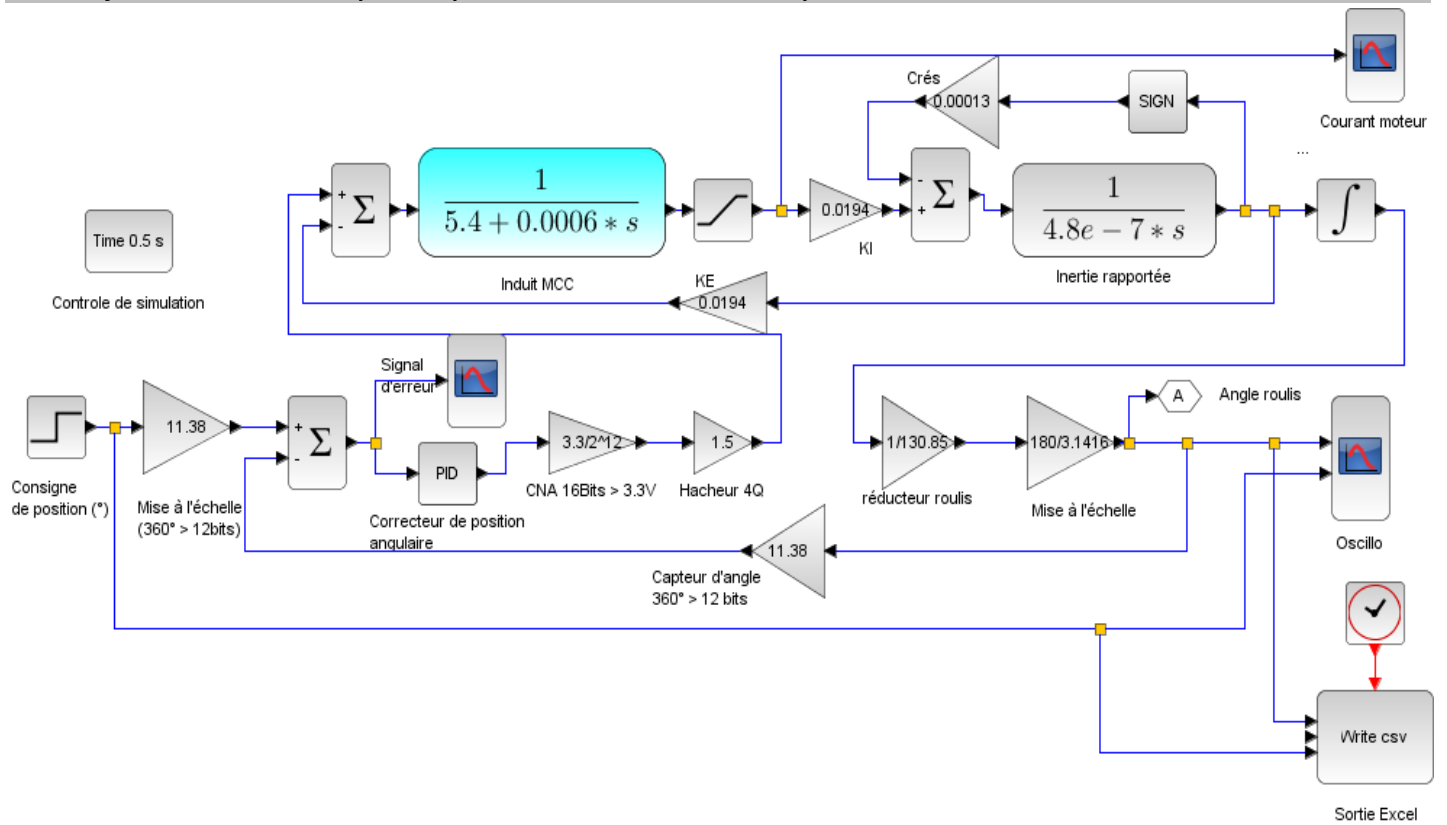 Courant moteur
...
Crés
0.00013
SIGN
+
-
Σ
1
5.4 + 0.0006 * s
Induit MCC
0.0194
KI
-
+
Σ
1
4.8e − 7 * s
Inertie rapportée
∫
Time 0.5 s
Controle de simulation
KE
0.0194
Signal
d'erreur
11.38
Mise à l'échelle
(360° > 12bits)
Consigne
de position (°)
+
-
Σ
PID
Correcteur de position
angulaire
3.3/2^12
CNA 16Bits > 3.3V
1.5
Hacheur 4Q
1/130.85
réducteur roulis
180/3.1416
Mise à l'échelle
A
Angle roulis
Oscillo
11.38
Capteur d'angle
360° > 12 bits
Write csv
Sortie Excel